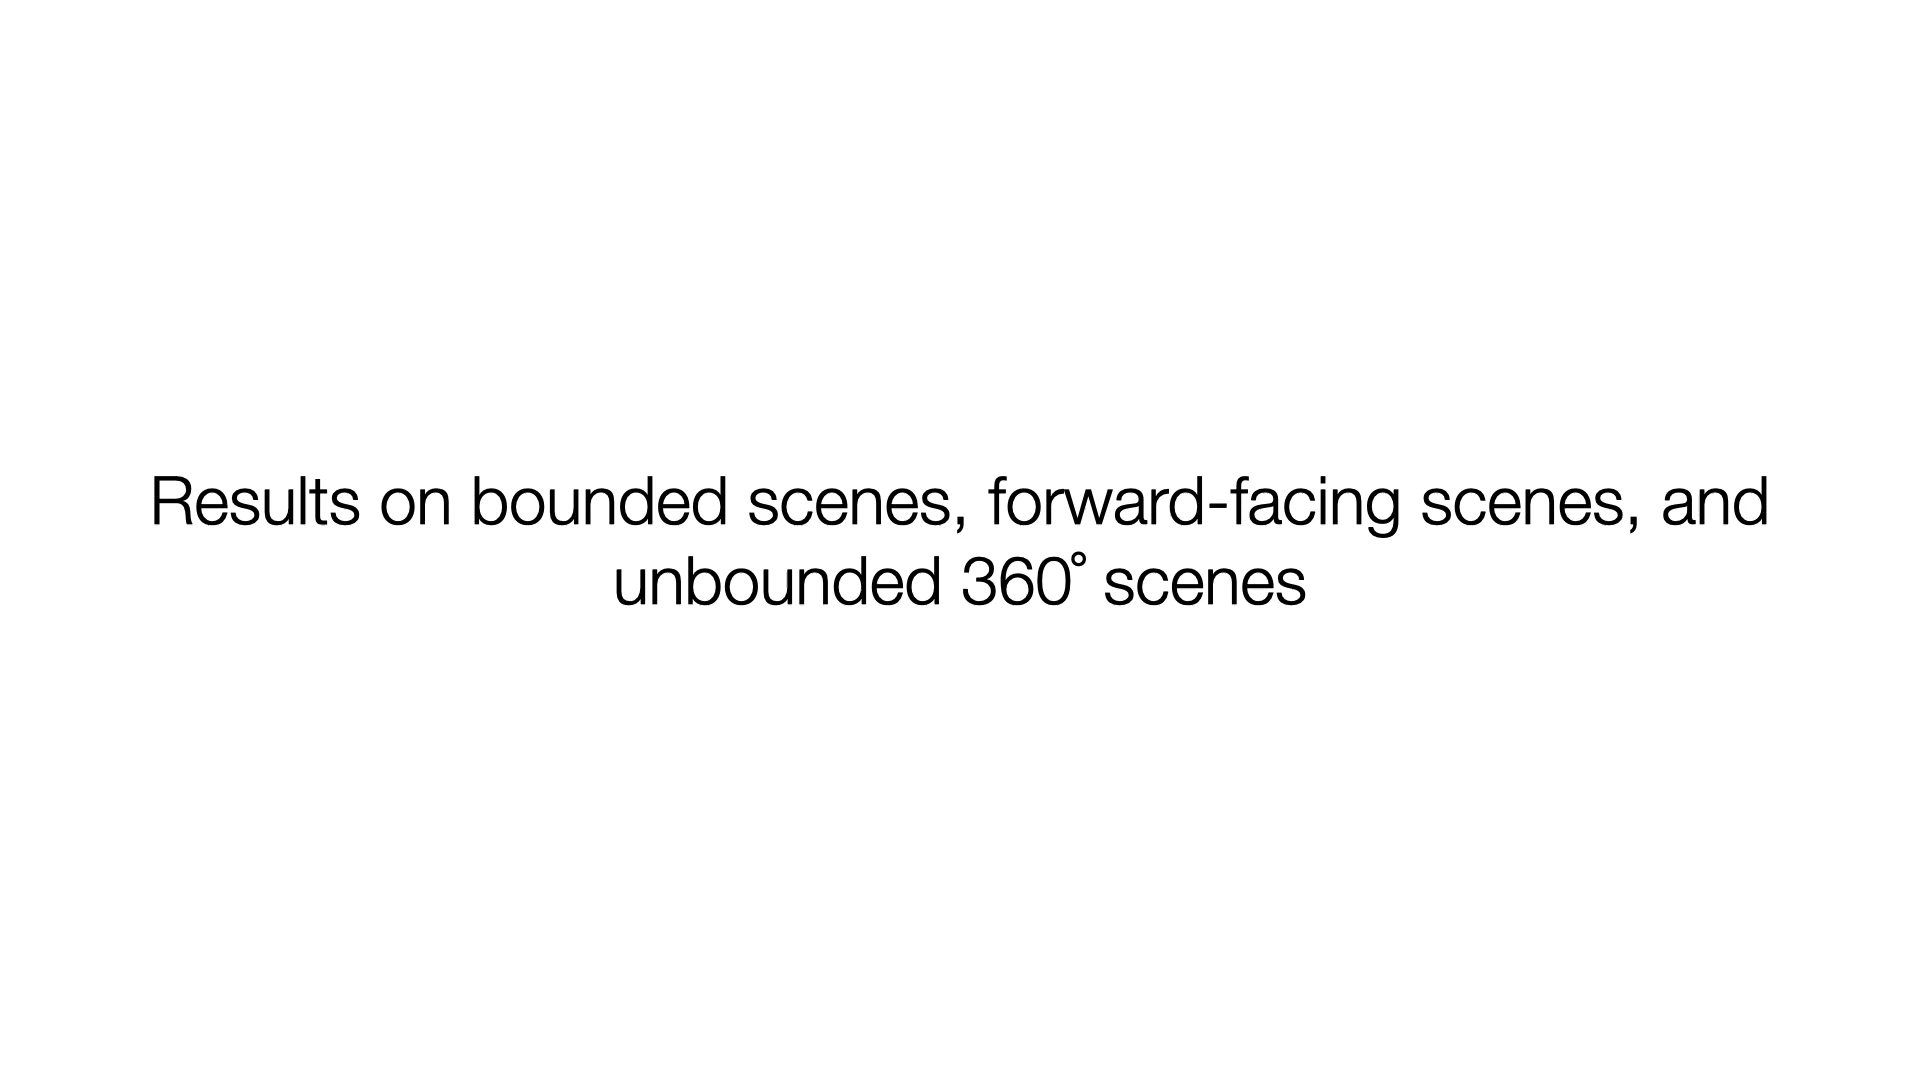 Results on bounded scenes, forward-facing scenes, and
unbounded 360° scenes